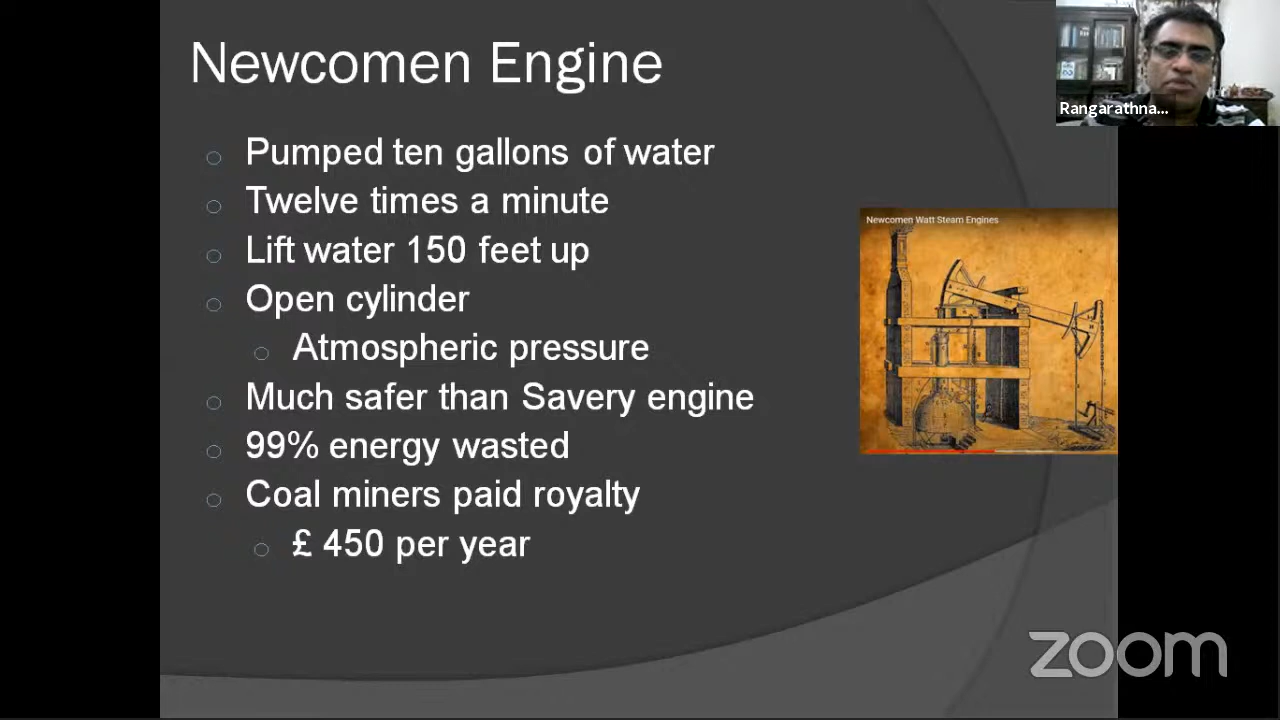 Newcomen Engine
Rangarathna...
Pumped ten gallons of water
Twelve times a minute
Lift water 150 feet up
Open cylinder
Atmospheric pressure
Much safer than Savery engine
99% energy wasted
Coal miners paid royalty
£ 450 per year
Newcomen Watt Steam Engines
zoom